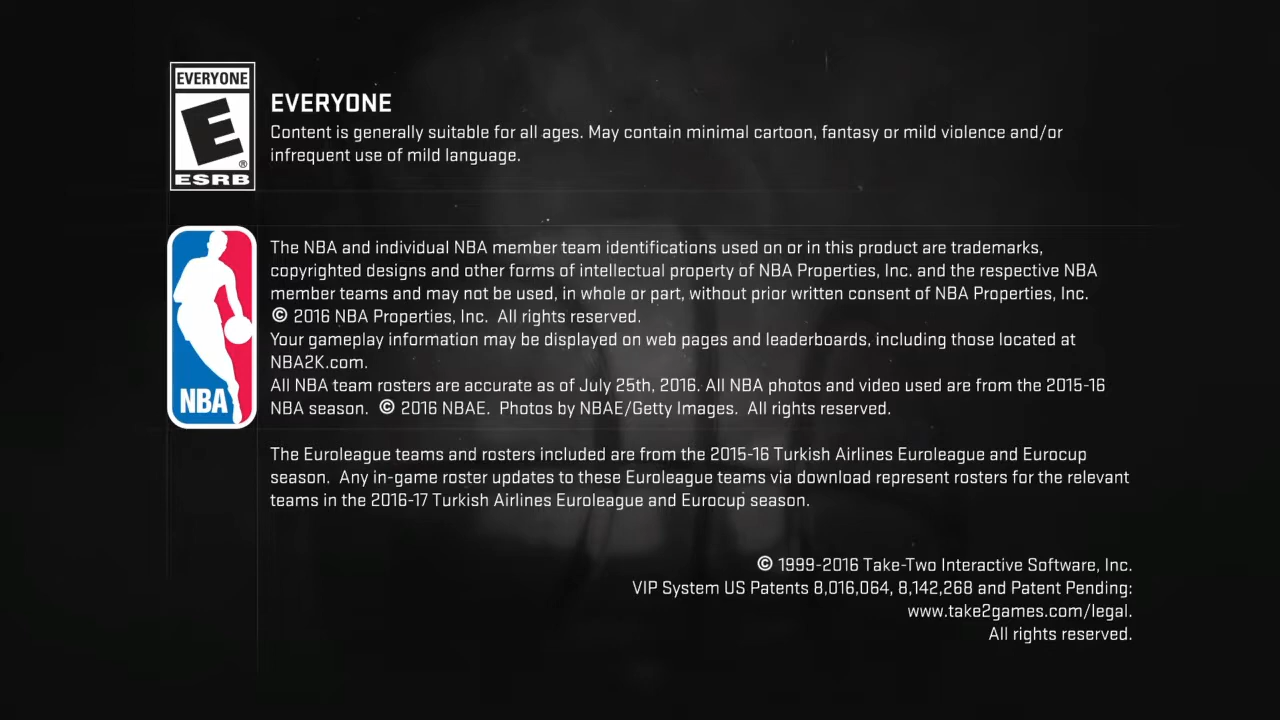 EVERYONE
E
®
ESRB
EVERYONE
Content is generally suitable for all ages. May contain minimal cartoon, fantasy or mild violence and/or
infrequent use of mild language.
NBA
The NBA and individual NBA member team identifications used on or in this product are trademarks,
copyrighted designs and other forms of intellectual property of NBA Properties, Inc. and the respective NBA
member teams and may not be used, in whole or part, without prior written consent of NBA Properties, Inc.
© 2016 NBA Properties, Inc. All rights reserved.
Your gameplay information may be displayed on web pages and leaderboards, including those located at
NBA2K.com.
All NBA team rosters are accurate as of July 25th, 2016. All NBA photos and video used are from the 2015-16
NBA season. © 2016 NBAE. Photos by NBAE/Getty Images. All rights reserved.
The Euroleague teams and rosters included are from the 2015-16 Turkish Airlines Euroleague and Eurocup
season. Any in-game roster updates to these Euroleague teams via download represent rosters for the relevant
teams in the 2016-17 Turkish Airlines Euroleague and Eurocup season.
© 1999-2016 Take-Two Interactive Software, Inc.
VIP System US Patents 8,016,064, 8,142,268 and Patent Pending:
www.take2games.com/legal.
All rights reserved.